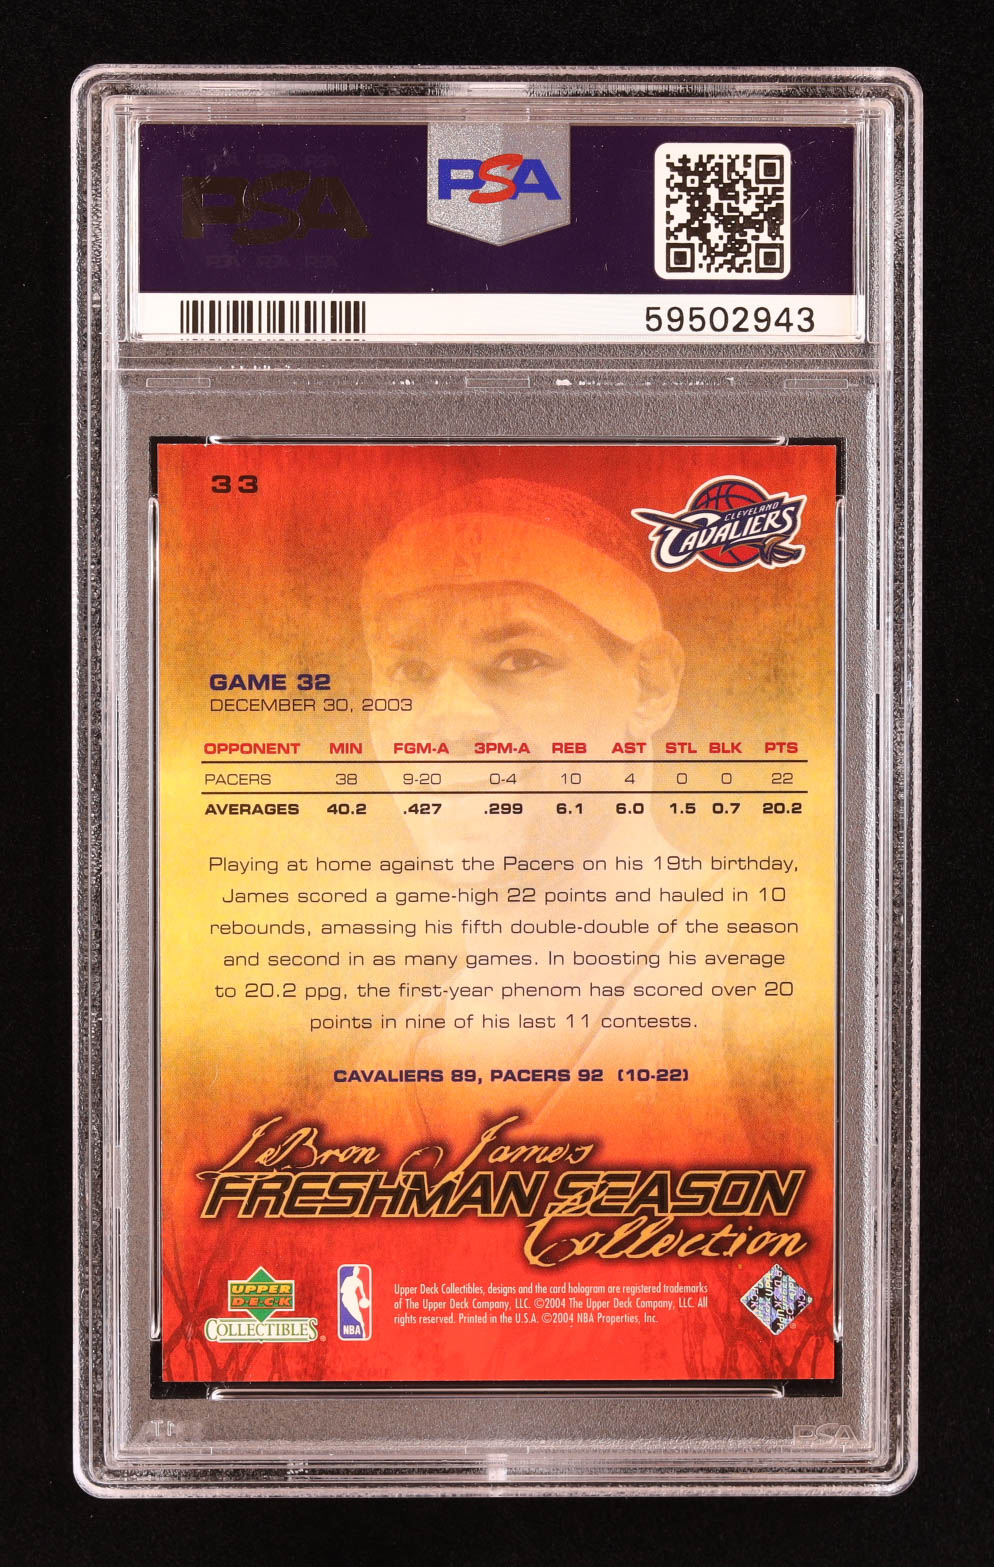 PSA
PSA
59502943
33
CLEVELAND
CAVALIERS
GAME 32
DECEMBER 30, 2003
OPPONENT MIN FGM-A 3PM-A REB AST STL BLK PTS
PACERS 38 9-20 0-4 10 4 0 0 22
AVERAGES 40.2 .427 .299 6.1 6.0 1.5 0.7 20.2
Playing at home against the Pacers on his 19th birthday,
James scored a game-high 22 points and hauled in 10
rebounds, amassing his fifth double-double of the season
and second in as many games. In boosting his average
to 20.2 ppg, the first-year phenom has scored over 20
points in nine of his last 11 contests.
CAVALIERS 89, PACERS 92 (10-22)
LeBron James
FRESHMAN SEASON
Collection
UPPER
DECK
COLLECTIBLES®
NBA
Upper Deck Collectibles, designs and the card hologram are registered trademarks
of The Upper Deck Company, LLC. ©2004 The Upper Deck Company, LLC. All
rights reserved. Printed in the U.S.A. ©2004 NBA Properties, Inc.
PSA